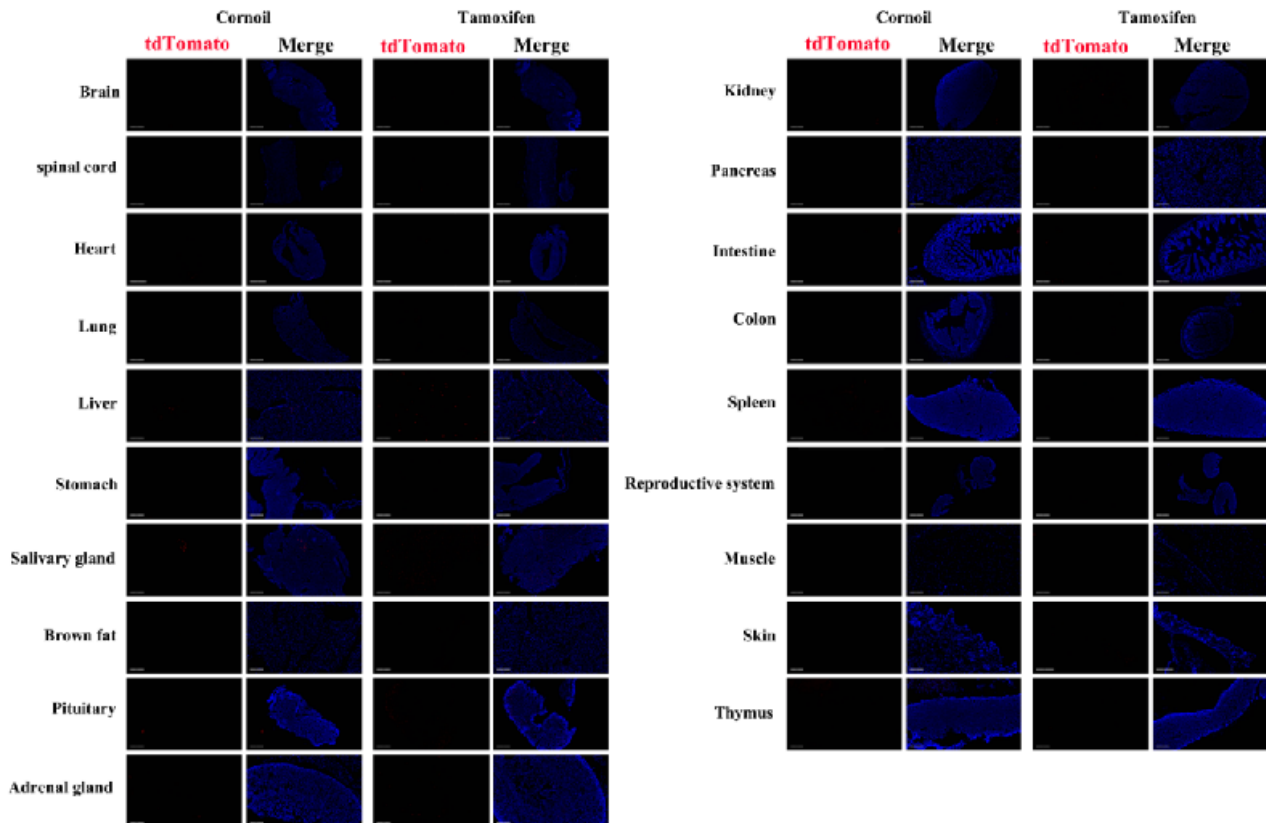 Cornoil Tamoxifen
tdTomato Merge tdTomato Merge
Brain
spinal cord
Heart
Lung
Liver
Stomach
Salivary gland
Brown fat
Pituitary
Adrenal gland
Cornoil Tamoxifen
tdTomato Merge tdTomato Merge
Kidney
Pancreas
Intestine
Colon
Spleen
Reproductive system
Muscle
Skin
Thymus